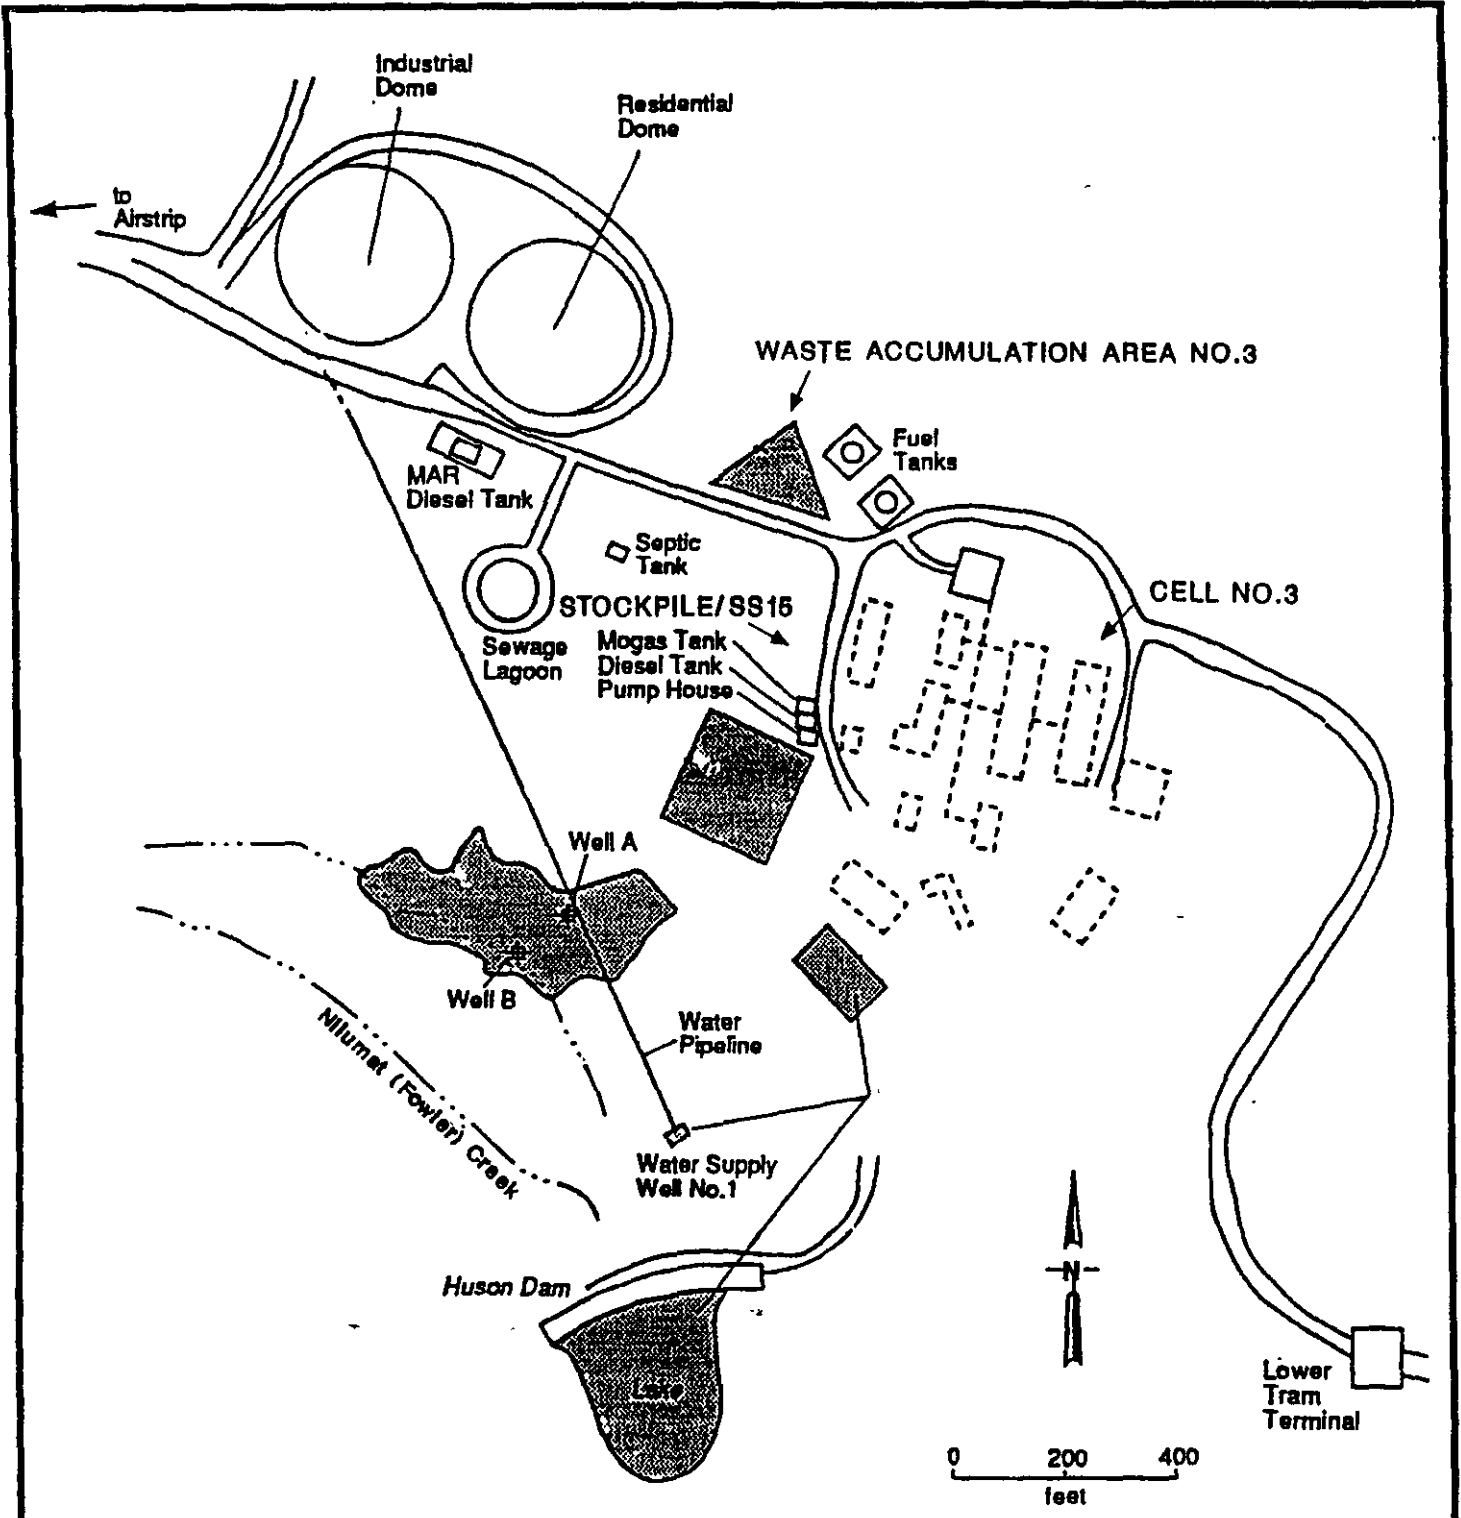 Industrial
Dome
Residential
Dome
to
Airstrip
WASTE ACCUMULATION AREA NO.3
Fuel
Tanks
MAR
Diesel Tank
Septic
Tank
CELL NO.3
STOCKPILE/SS15
Sewage
Lagoon
Mogas Tank
Diesel Tank
Pump House
Well A
Well B
Water
Pipeline
Nilumat (Fowler) Creek
Water Supply
Well No.1
Huson Dam
N
Lake
Lower
Tram
Terminal
0 200 400
feet